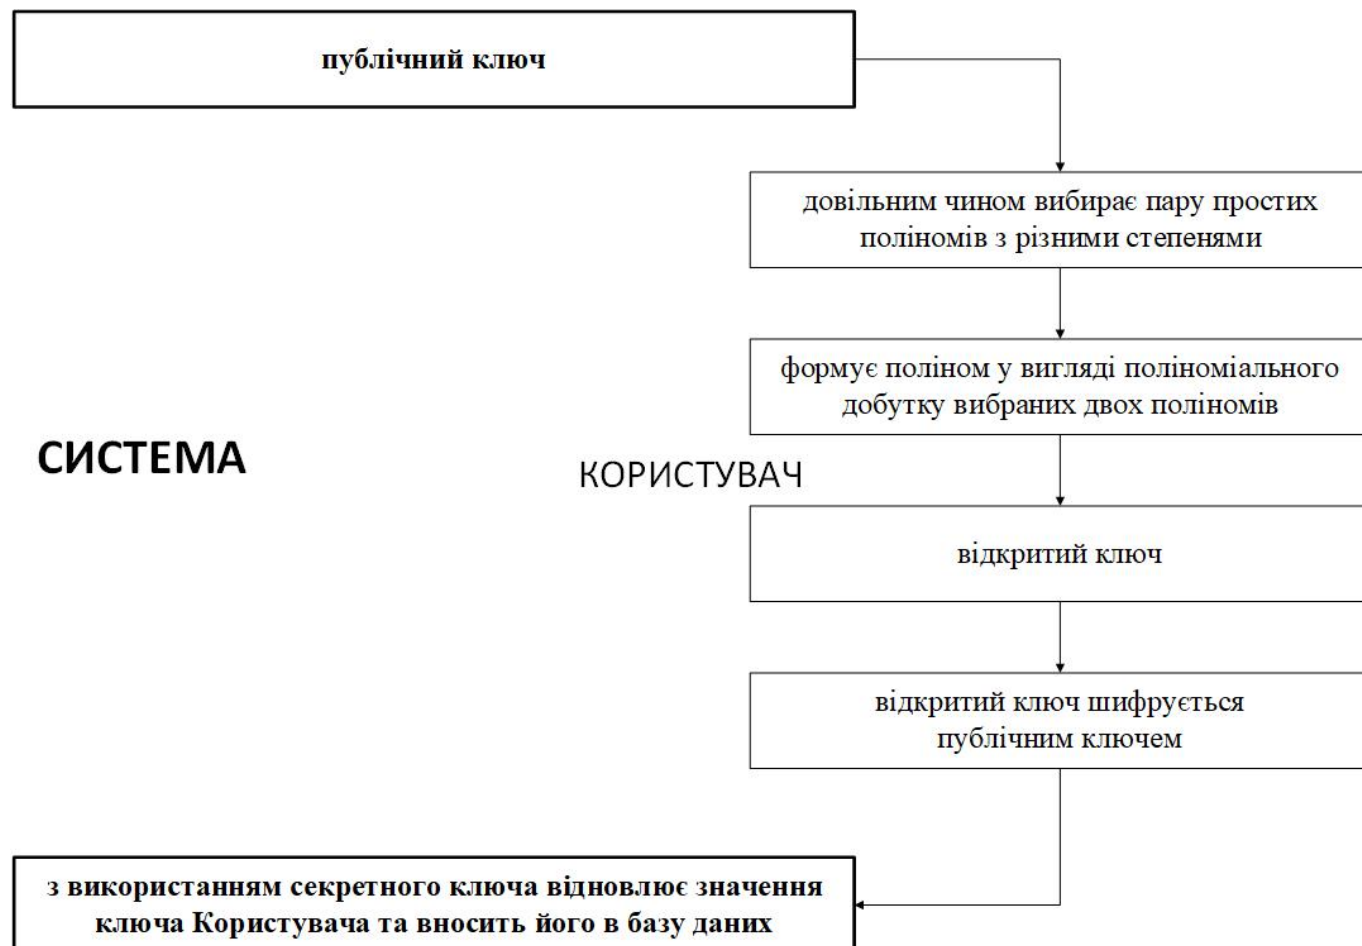 публічний ключ
довільним чином вибирає пару простих
поліномів з різними степенями
формує поліном у вигляді поліноміального
добутку вибраних двох поліномів
СИСТЕМА
КОРИСТУВАЧ
відкритий ключ
відкритий ключ шифрується
публічним ключем
з використанням секретного ключа відновлює значення
ключа Користувача та вносить його в базу даних